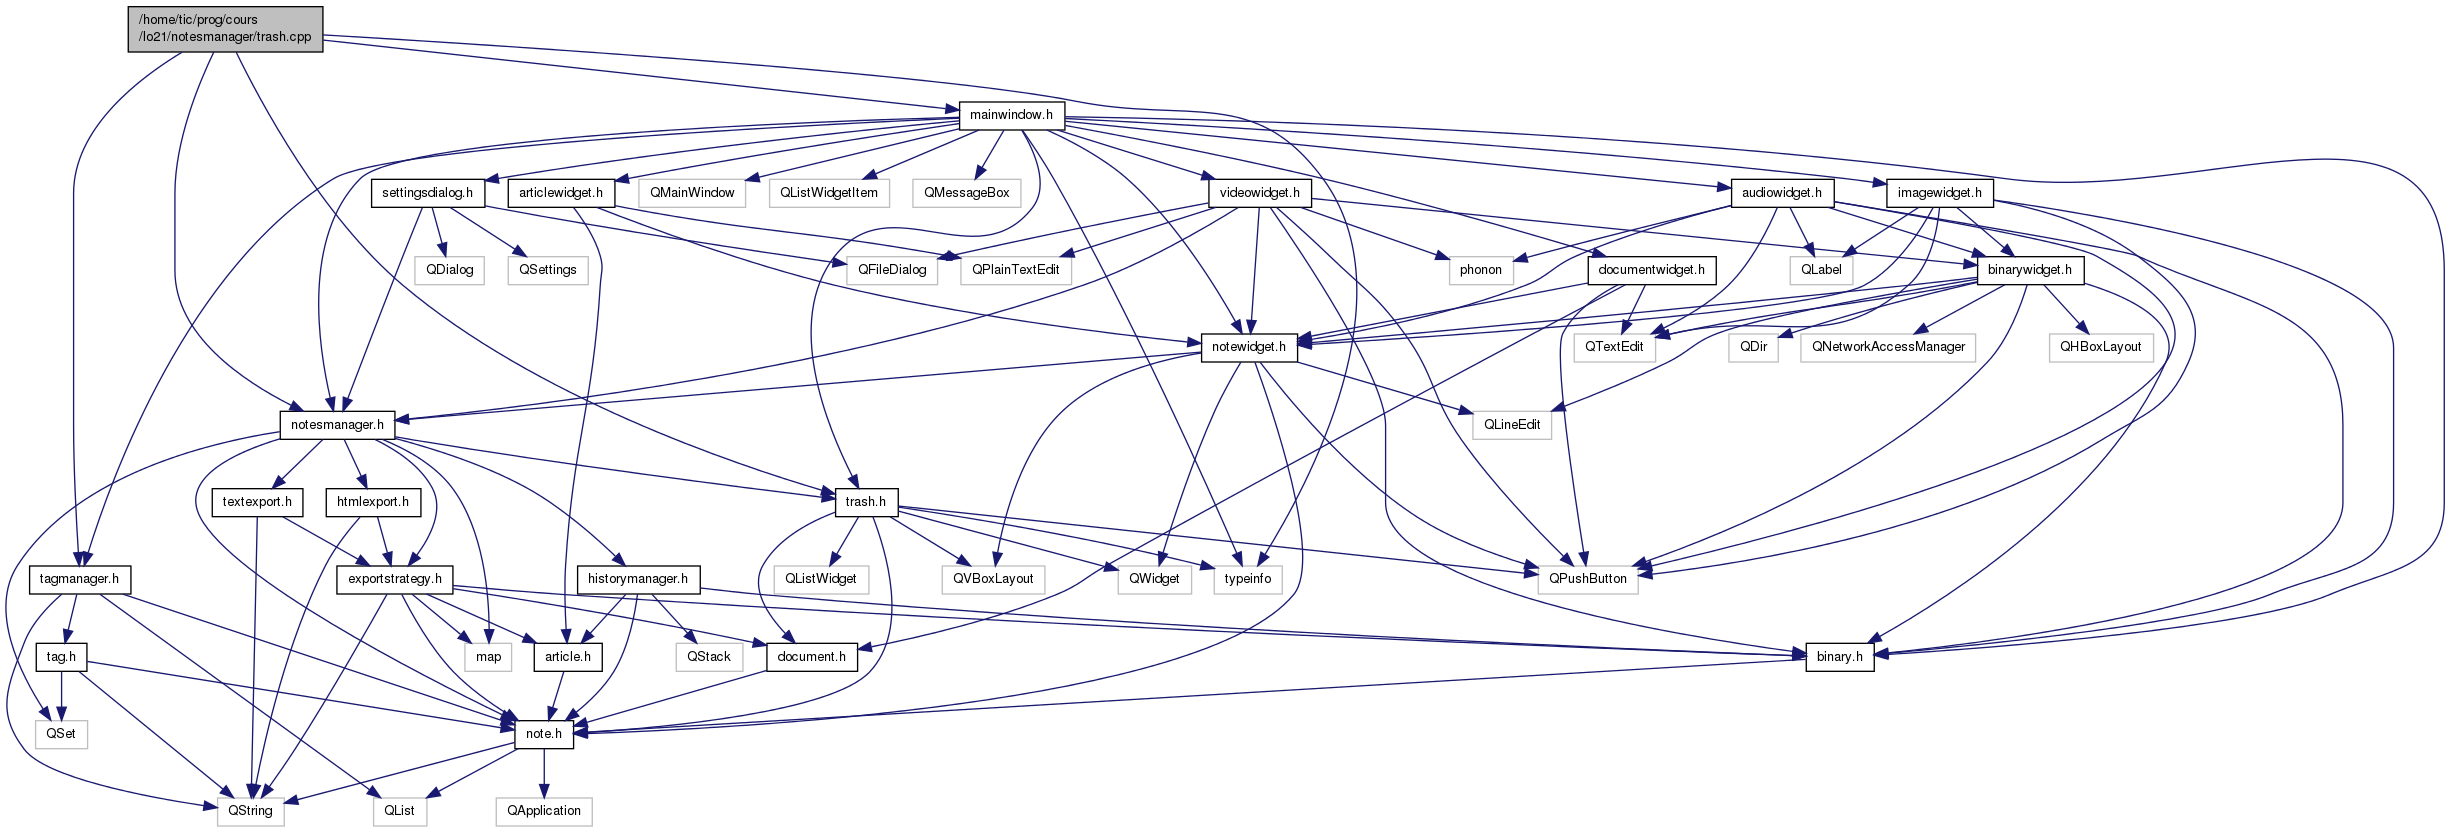 /home/tic/prog/cours
/lo21/notesmanager/trash.cpp
mainwindow.h
settingsdialog.h
articlewidget.h
QMainWindow
QListWidgetItem
QMessageBox
videowidget.h
audiowidget.h
imagewidget.h
QDialog
QSettings
QFileDialog
QPlainTextEdit
phonon
documentwidget.h
QLabel
binarywidget.h
notewidget.h
QTextEdit
QDir
QNetworkAccessManager
QHBoxLayout
notesmanager.h
QLineEdit
textexport.h
htmlexport.h
trash.h
tagmanager.h
exportstrategy.h
historymanager.h
QListWidget
QVBoxLayout
QWidget
typeinfo
QPushButton
tag.h
map
article.h
QStack
document.h
binary.h
QSet
note.h
QString
QList
QApplication